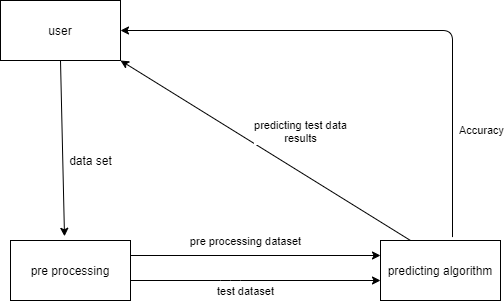 user
predicting test data
results
Accuracy
data set
pre processing dataset
pre processing
predicting algorithm
test dataset